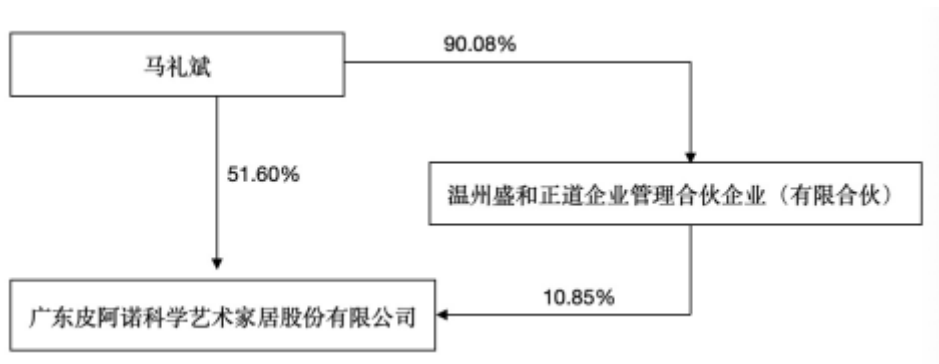 90.08%
马礼斌
51.60%
温州盛和正道企业管理合伙企业（有限合伙）
10.85%
广东皮阿诺科学艺术家居股份有限公司